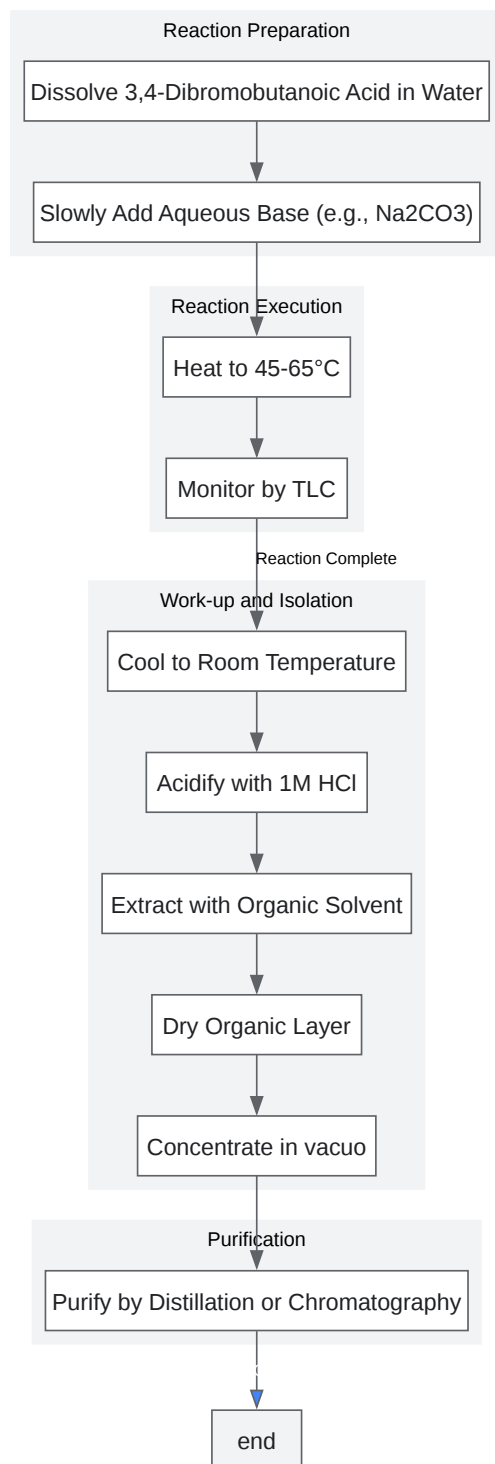 Reaction Preparation
Dissolve 3,4-Dibromobutanoic Acid in Water
Slowly Add Aqueous Base (e.g., Na2CO3)
Reaction Execution
Heat to 45-65°C
Monitor by TLC
Reaction Complete
Work-up and Isolation
Cool to Room Temperature
Acidify with 1M HCl
Extract with Organic Solvent
Dry Organic Layer
Concentrate in vacuo
Purification
Purify by Distillation or Chromatography
end